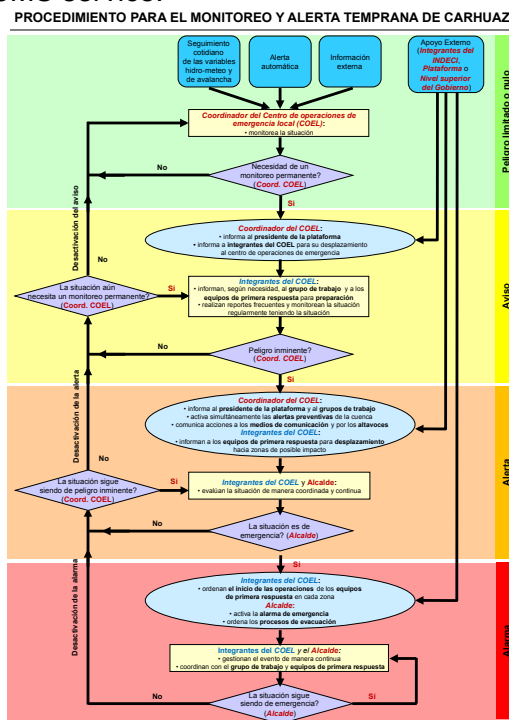 PROCEDIMIENTO PARA EL MONITOREO Y ALERTA TEMPRANA DE CARHUAZ
Seguimiento
cotidiano
de las variables
hidro-meteo y
de avalancha
Alerta
automática
Información
externa
Apoyo Externo
(Integrantes del
INDECI,
Plataforma o
Nivel superior
del Gobierno)
Peligro limitado o nulo
Coordinador del Centro de operaciones de
emergencia local (COEL):
• monitorea la situación
No
Necesidad de un
monitoreo permanente?
(Coord. COEL)
Si
Desactivación del aviso
Aviso
Coordinador del COEL:
• informa al presidente de la plataforma
• informa a integrantes del COEL para su desplazamiento
al centro de operaciones de emergencia
No
La situación aún
necesita un monitoreo permanente?
(Coord. COEL)
Si
Integrantes del COEL:
• informan, según necesidad, al grupo de trabajo y a los
equipos de primera respuesta para preparación
• realizan reportes frecuentes y monitorean la situación
regularmente teniendo la situación
No
Peligro inminente?
(Coord. COEL)
Si
Desactivación de la alerta
Alerta
Coordinador del COEL:
• informa al presidente de la plataforma y al grupos de trabajo
• activa simultáneamente las alertas preventivas de la cuenca
• comunica acciones a los medios de comunicación y por los altavoces
Integrantes del COEL:
• informan a los equipos de primera respuesta para desplazamiento
hacia zonas de posible impacto
No
La situación sigue
siendo de peligro inminente?
(Coord. COEL)
Si
Integrantes del COEL y Alcalde:
• evalúan la situación de manera coordinada y continua
No
La situación es de
emergencia? (Alcalde)
Si
Desactivación de la alarma
Alarma
Integrantes del COEL:
• ordenan el inicio de las operaciones de los equipos
de primera respuesta en cada zona
Alcalde:
• activa la alarma de emergencia
• ordena los procesos de evacuación
Integrantes del COEL y el Alcalde:
• gestionan el evento de manera continua
• coordinan con el grupo de trabajo y equipos de primera respuesta
No
La situación sigue
siendo de emergencia?
(Alcalde)
Si